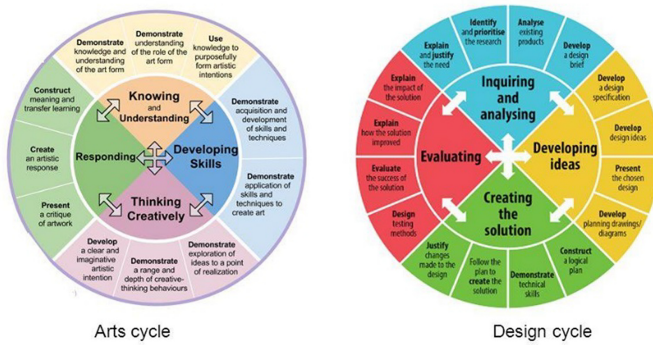 Demonstrate
knowledge and
understanding
of the art form
Demonstrate
understanding
of the role of the
art form
Use
knowledge to
purposefully
form artistic
intentions
Demonstrate
acquisition and
development
of skills and
techniques
Demonstrate
application of
skills and
techniques to
create art
Demonstrate
exploration of
ideas to a point
of realization
Demonstrate
a range and
depth of creative-
thinking behaviours
Develop
a clear and
imaginative
artistic
intention
Present
a critique
of artwork
Create
an artistic
response
Construct
meaning and
transfer learning
Knowing
and
Understanding
Developing
Skills
Thinking
Creatively
Responding
1
Arts cycle
Explain
and justify
the need
Identify
and prioritise
the research
Analyse
existing
products
Develop
a design
brief
Develop
a design
specification
Develop
design ideas
Present
the chosen
design
Develop
planning drawings/
diagrams
Construct
a logical
plan
Demonstrate
technical
skills
Follow the
plan to
create the
solution
Justify
changes
made to the
design
Design
testing
methods
Evaluate
the success of
the solution
Explain
how the solution
improved
Explain
the impact of
the solution
Inquiring
and
analysing
Developing
ideas
Creating
the
solution
Evaluating
Design cycle